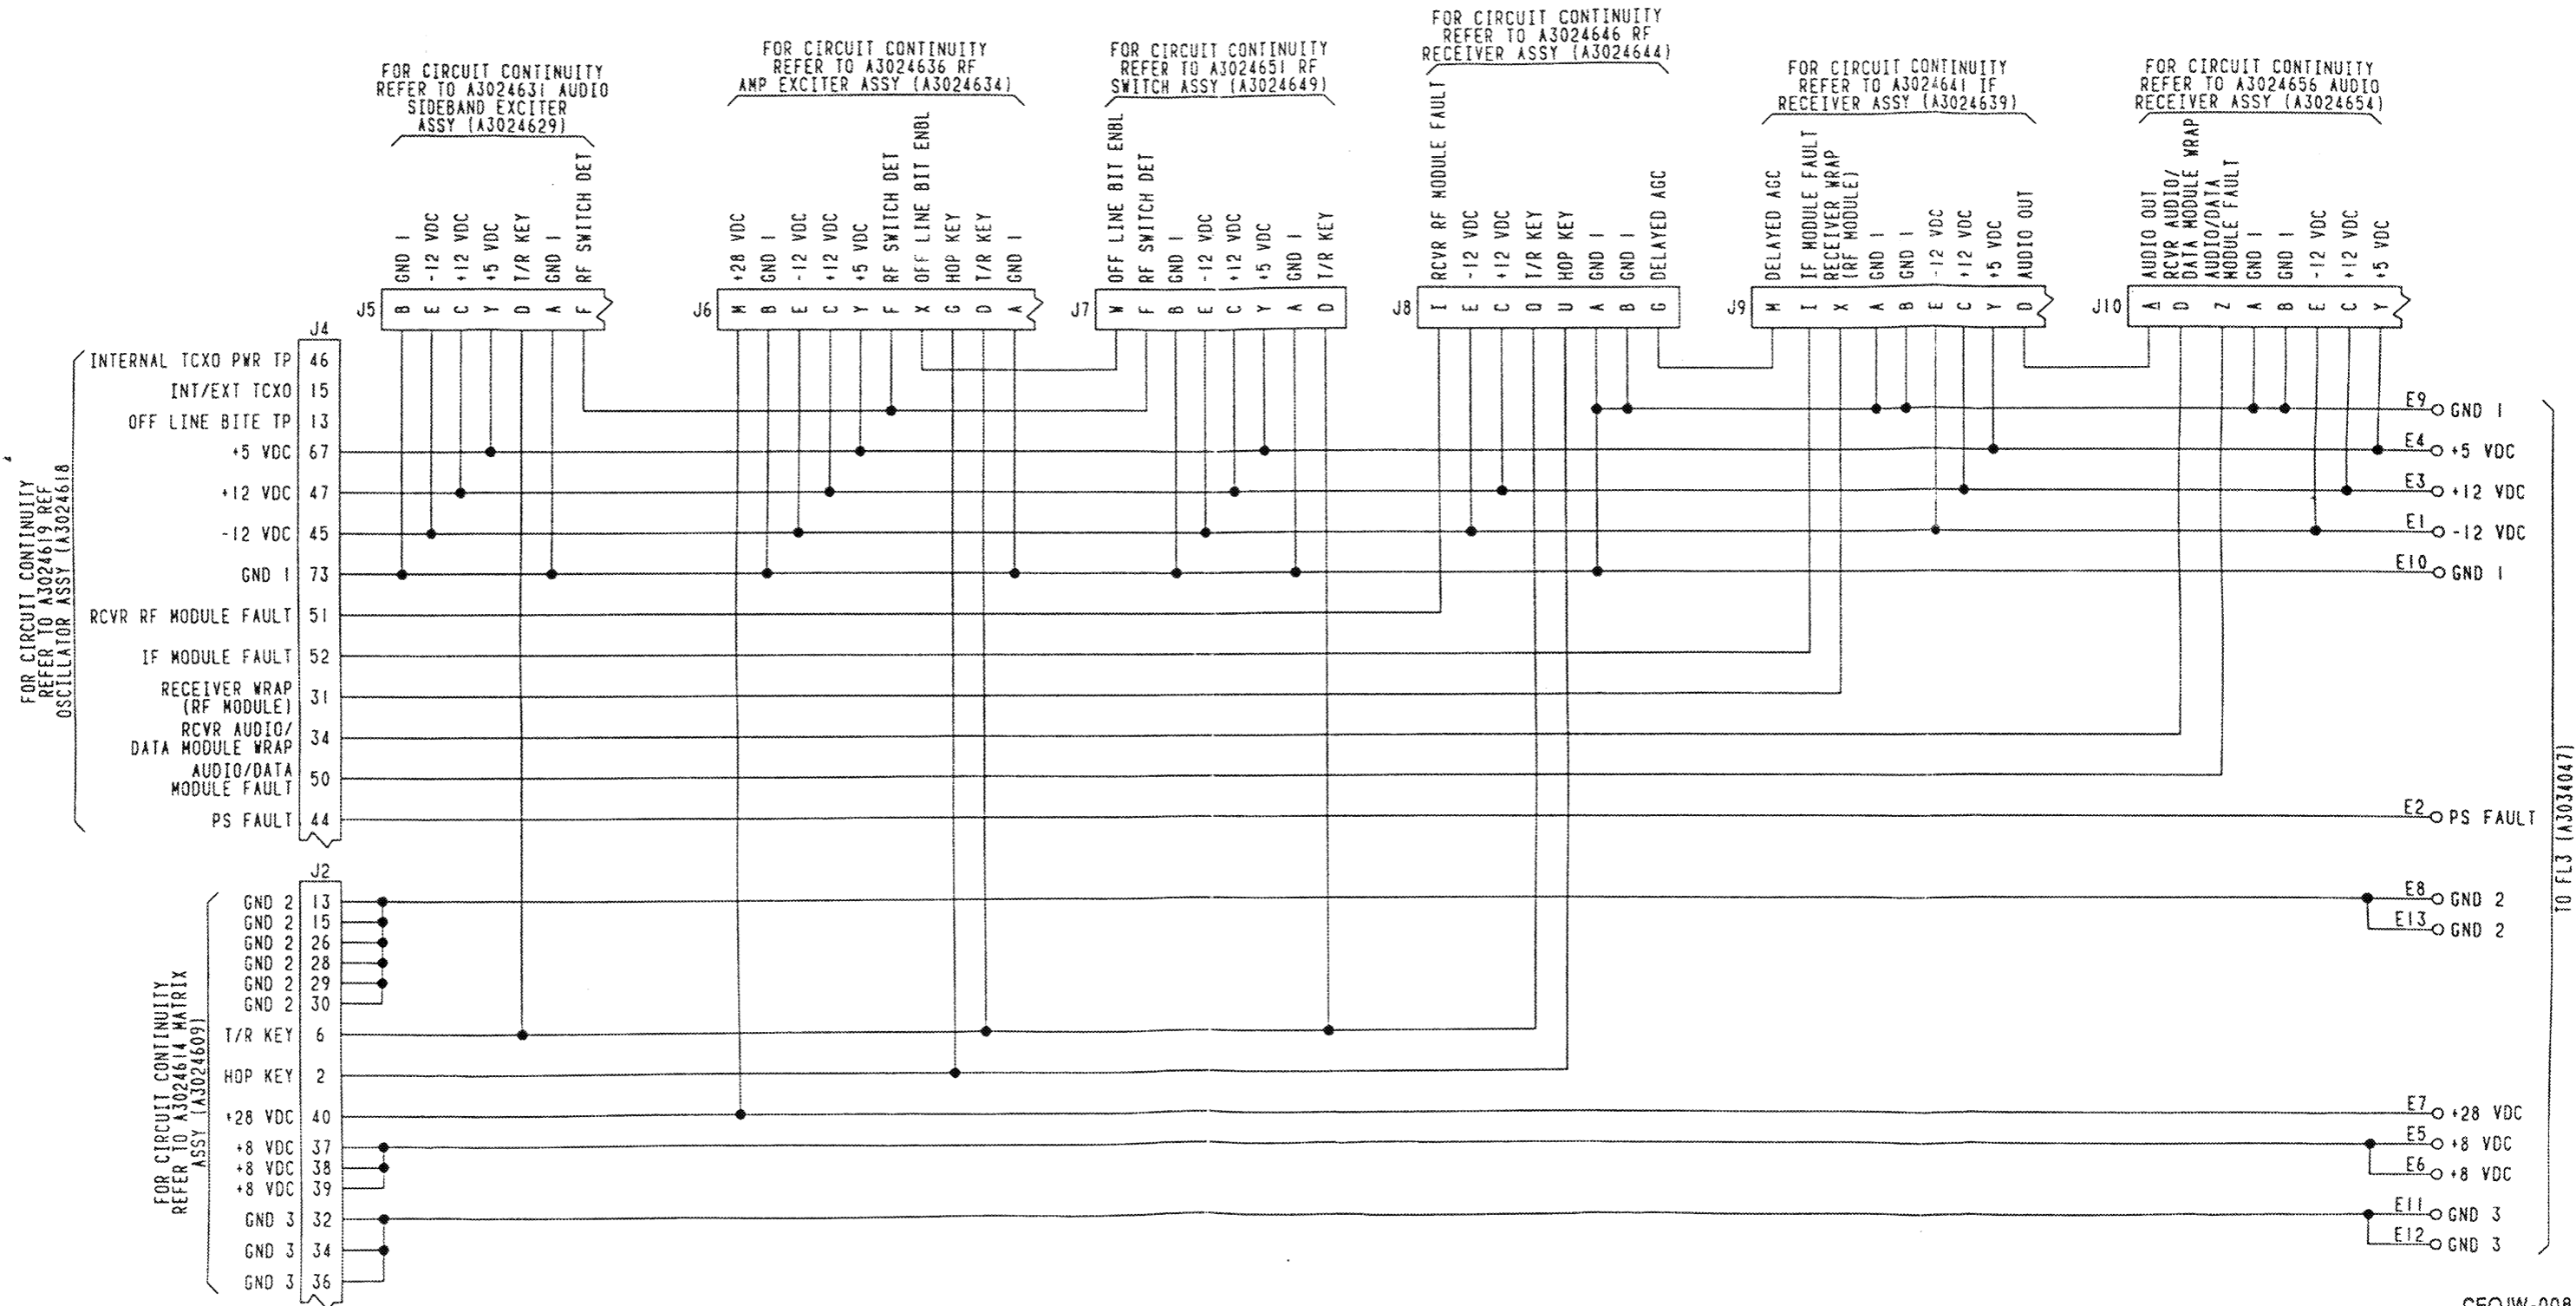 FOR CIRCUIT CONTINUITY
REFER TO A3024631 AUDIO
SIDEBAND EXCITER
ASSY (A3024629)
FOR CIRCUIT CONTINUITY
REFER TO A3024636 RF
AMP EXCITER ASSY (A3024634)
FOR CIRCUIT CONTINUITY
REFER TO A3024651 RF
SWITCH ASSY (A3024649)
FOR CIRCUIT CONTINUITY
REFER TO A3024646 RF
RECEIVER ASSY (A3024644)
FOR CIRCUIT CONTINUITY
REFER TO A3024641 IF
RECEIVER ASSY (A3024639)
FOR CIRCUIT CONTINUITY
REFER TO A3024656 AUDIO
RECEIVER ASSY (A3024654)
GND 1
-12 VDC
+12 VDC
+5 VDC
T/R KEY
GND 1
RF SWITCH DET
J5 B E C Y D A F
+28 VDC
GND 1
-12 VDC
+12 VDC
+5 VDC
RF SWITCH DET
OFF LINE BIT ENBL
HOP KEY
T/R KEY
GND 1
J6 M B E C Y F X G D A
OFF LINE BIT ENBL
RF SWITCH DET
GND 1
-12 VDC
+12 VDC
+5 VDC
GND 1
T/R KEY
J7 W F B E C Y A D
RCVR RF MODULE FAULT
-12 VDC
+12 VDC
T/R KEY
HOP KEY
GND 1
GND 1
DELAYED AGC
J8 I E C D U A B G
DELAYED AGC
IF MODULE FAULT
RECEIVER WRAP
(RF MODULE)
GND 1
GND 1
-12 VDC
+12 VDC
+5 VDC
AUDIO OUT
J9 M I X A B E C Y D
AUDIO OUT
RCVR AUDIO/
DATA MODULE WRAP
AUDIO/DATA
MODULE FAULT
GND 1
GND 1
-12 VDC
+12 VDC
+5 VDC
J10 A D Z A B E C Y
FOR CIRCUIT CONTINUITY
REFER TO A3024619 REF
OSCILATOR ASSY (A3024618
J4
INTERNAL TCXO PWR TP 46
INT/EXT TCXO 15
OFF LINE BITE TP 13
+5 VDC 67
+12 VDC 47
-12 VDC 45
GND 1 73
RCVR RF MODULE FAULT 51
IF MODULE FAULT 52
RECEIVER WRAP
(RF MODULE) 31
RCVR AUDIO/
DATA MODULE WRAP 34
AUDIO/DATA
MODULE FAULT 50
PS FAULT 44
FOR CIRCUIT CONTINUITY
REFER TO A3024614 MATRIX
ASSY (A3024609)
J2
GND 2 13
GND 2 15
GND 2 26
GND 2 28
GND 2 29
GND 2 30
T/R KEY 6
HOP KEY 2
+28 VDC 40
+8 VDC 37
+8 VDC 38
+8 VDC 39
GND 3 32
GND 3 34
GND 3 36
E9 GND 1
E4 +5 VDC
E3 +12 VDC
E1 -12 VDC
E10 GND 1
E2 PS FAULT
E8 GND 2
E13 GND 2
E7 +28 VDC
E5 +8 VDC
E6 +8 VDC
E11 GND 3
E12 GND 3
TO FL3 (A3034047)